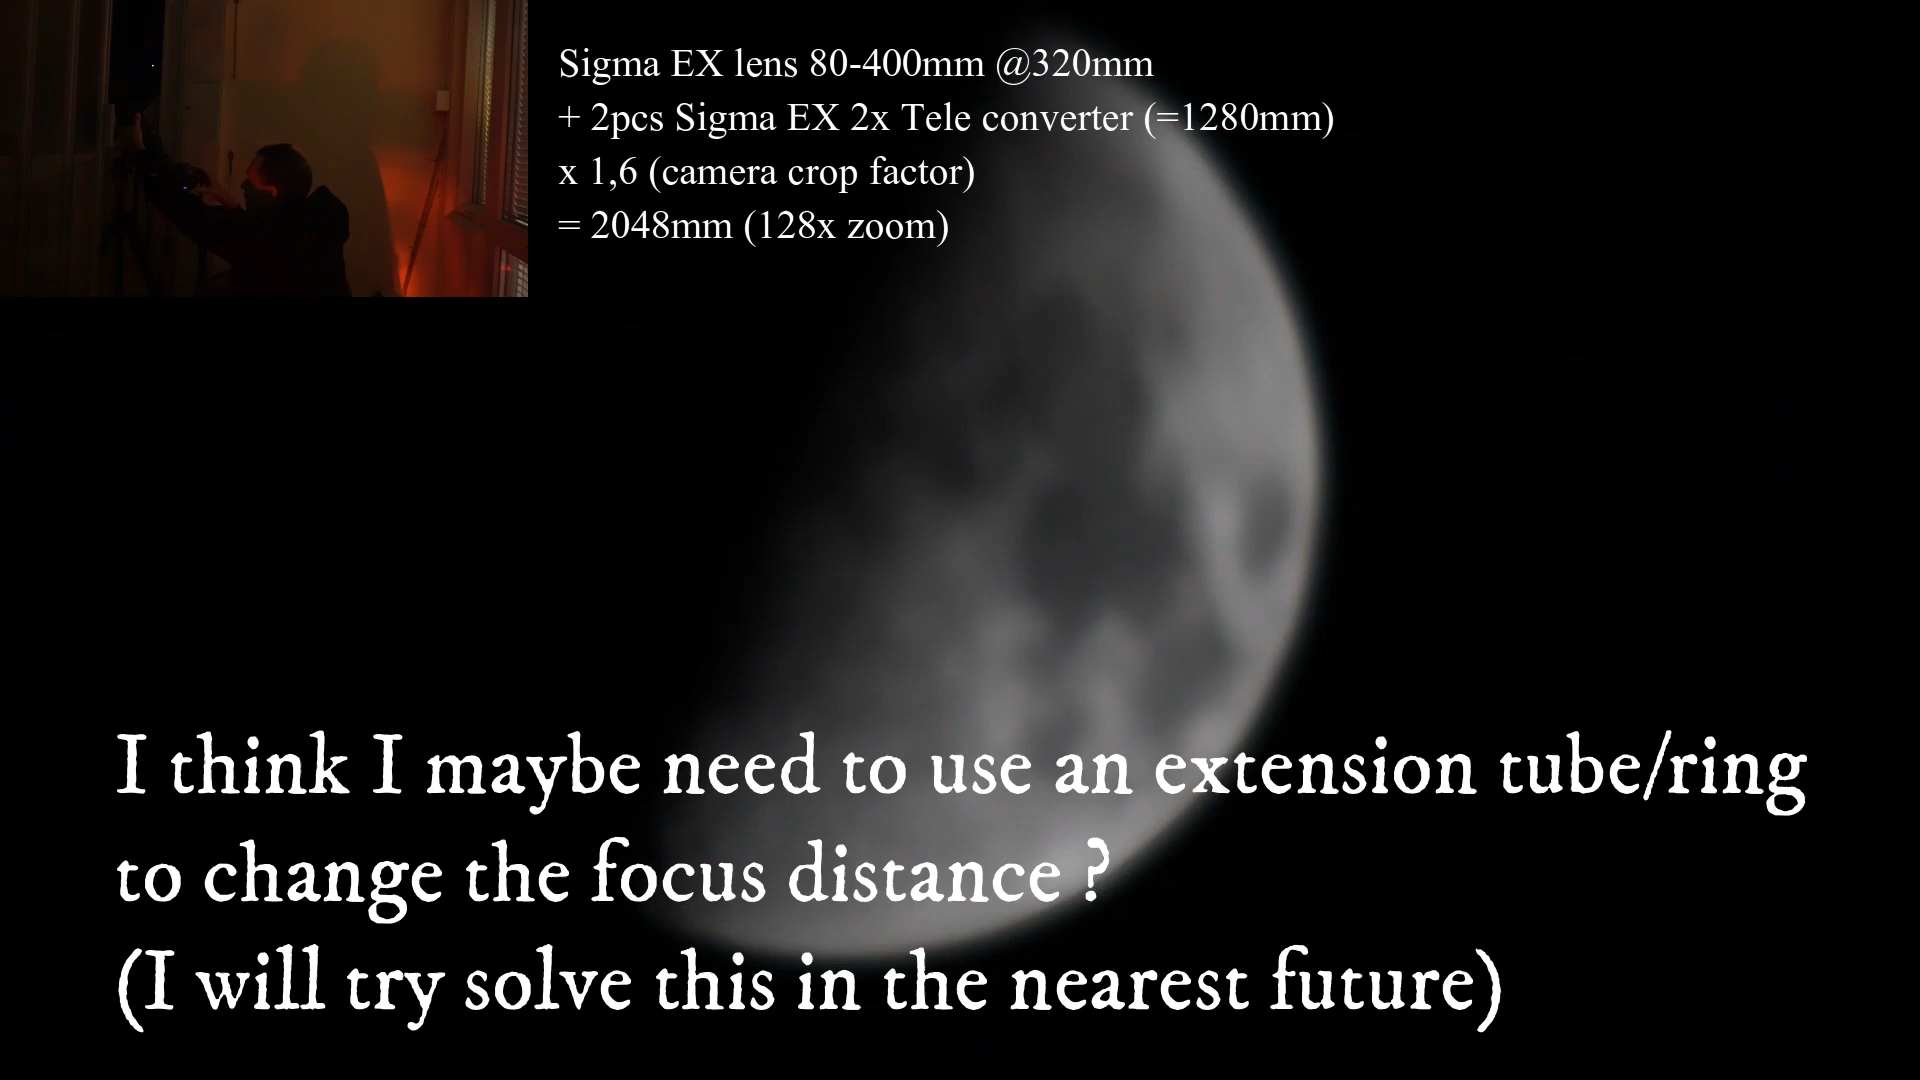 Sigma EX lens 80-400mm @320mm
+ 2pcs Sigma EX 2x Tele converter (=1280mm)
x 1,6 (camera crop factor)
= 2048mm (128x zoom)
I think I maybe need to use an extension tube/ring
to change the focus distance ?
(I will try solve this in the nearest future)